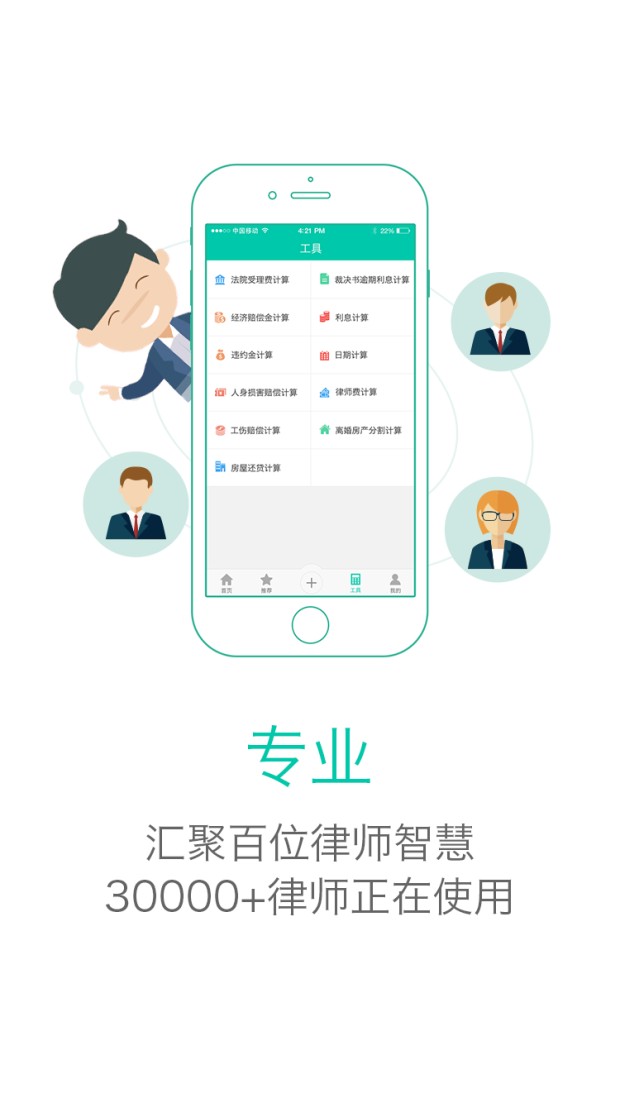 ●●●○○ 中国移动 4:21 PM 22%
工具
法院受理费计算 裁决书逾期利息计算
经济赔偿金计算 利息计算
违约金计算 日期计算
人身损害赔偿计算 律师费计算
工伤赔偿计算 离婚房产分割计算
房屋还贷计算
首页 推荐 工具 我的
专业
汇聚百位律师智慧
30000+律师正在使用